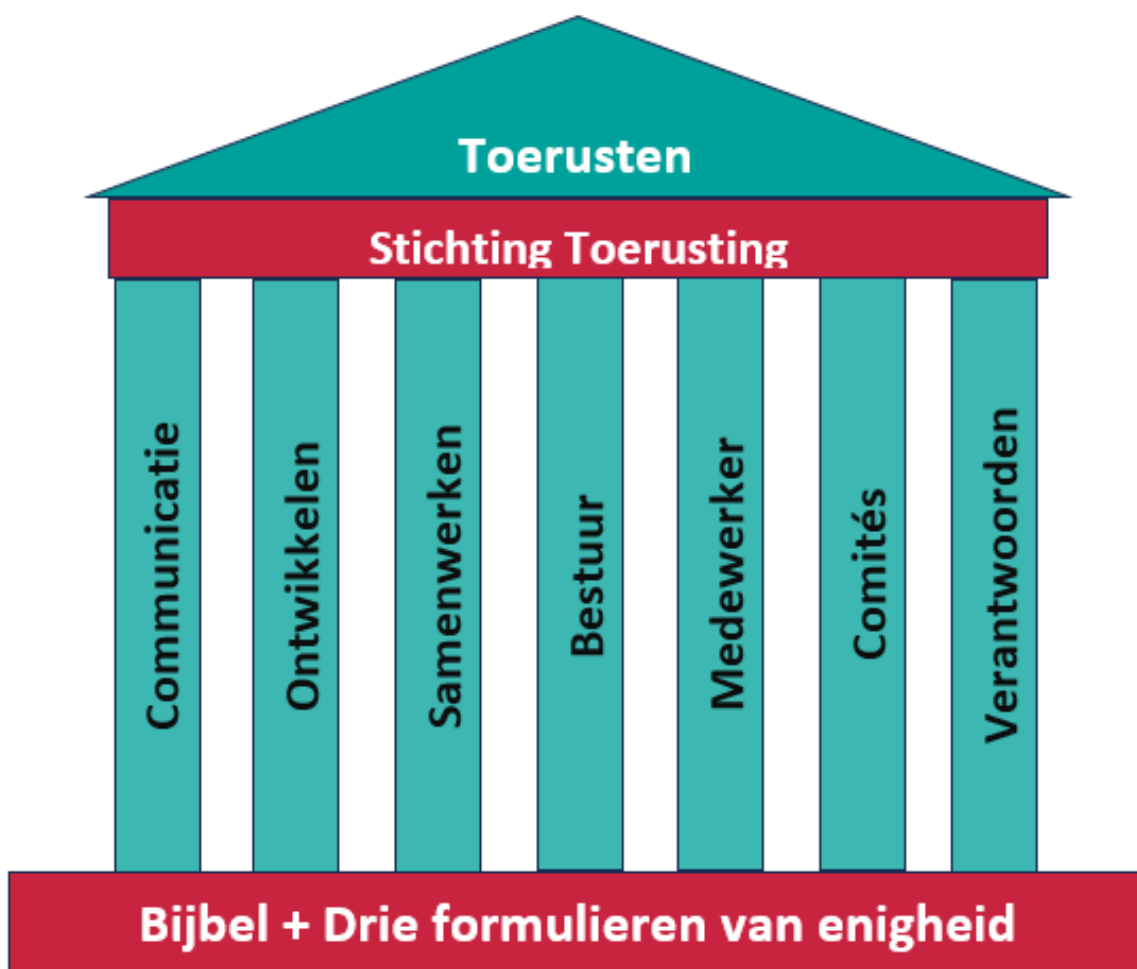 Toerusten
Stichting Toerusting
Communicatie
Ontwikkelen
Samenwerken
Bestuur
Medewerker
Comités
Verantwoorden
Bijbel + Drie formulieren van enigheid